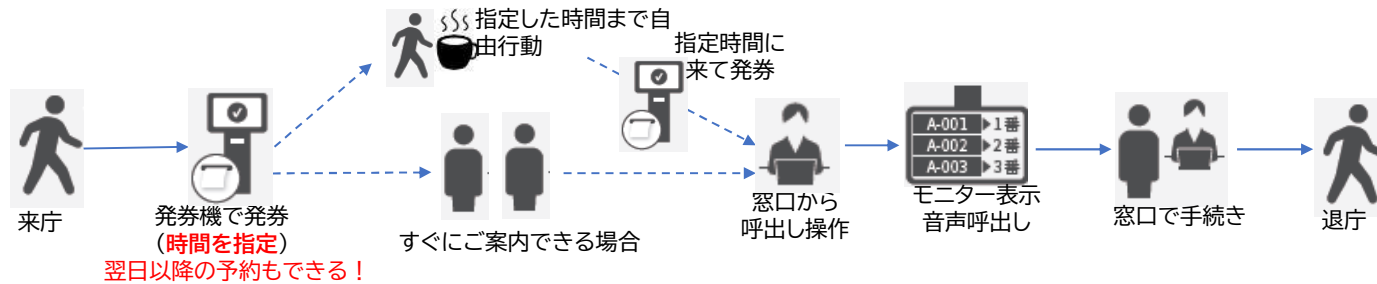 来庁
発券機で発券
（時間を指定）
翌日以降の予約もできる！
指定した時間まで自
由行動
指定時間に
来て発券
すぐにご案内できる場合
窓口から
呼出し操作
A-001 ▶1番
A-002 ▶2番
A-003 ▶3番
モニター表示
音声呼出し
窓口で手続き
退庁